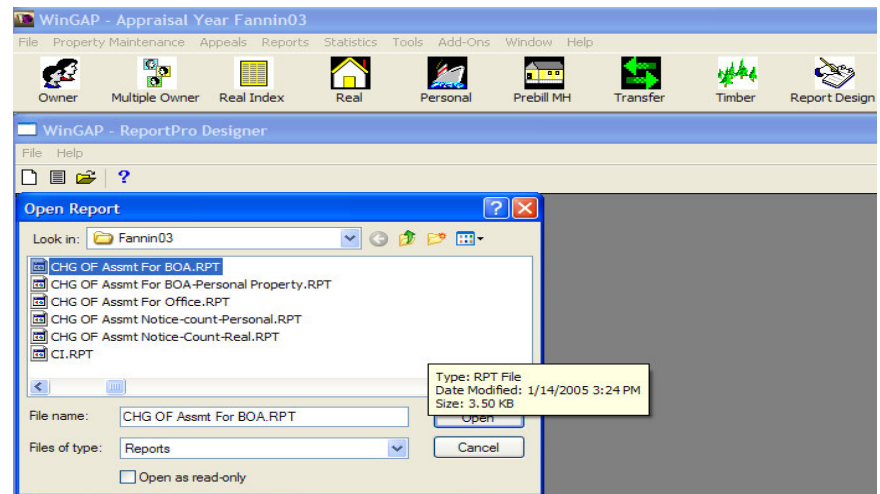 WinGAP - Appraisal Year Fannin03
File Property Maintenance Appeals Reports Statistics Tools Add-Ons Window Help
Owner Multiple Owner Real Index Real Personal Prebill MH Transfer Timber Report Design
WinGAP - ReportPro Designer
File Help
?
Open Report ?
Look in: Fannin03
CHG OF Assmt For BOA.RPT
CHG OF Assmt For BOA-Personal Property.RPT
CHG OF Assmt For Office.RPT
CHG OF Assmt Notice-count-Personal.RPT
CHG OF Assmt Notice-Count-Real.RPT
CI.RPT
Type: RPT File
Date Modified: 1/14/2005 3:24 PM
Size: 3.50 KB
File name: CHG OF Assmt For BOA.RPT Open
Files of type: Reports Cancel
Open as read-only